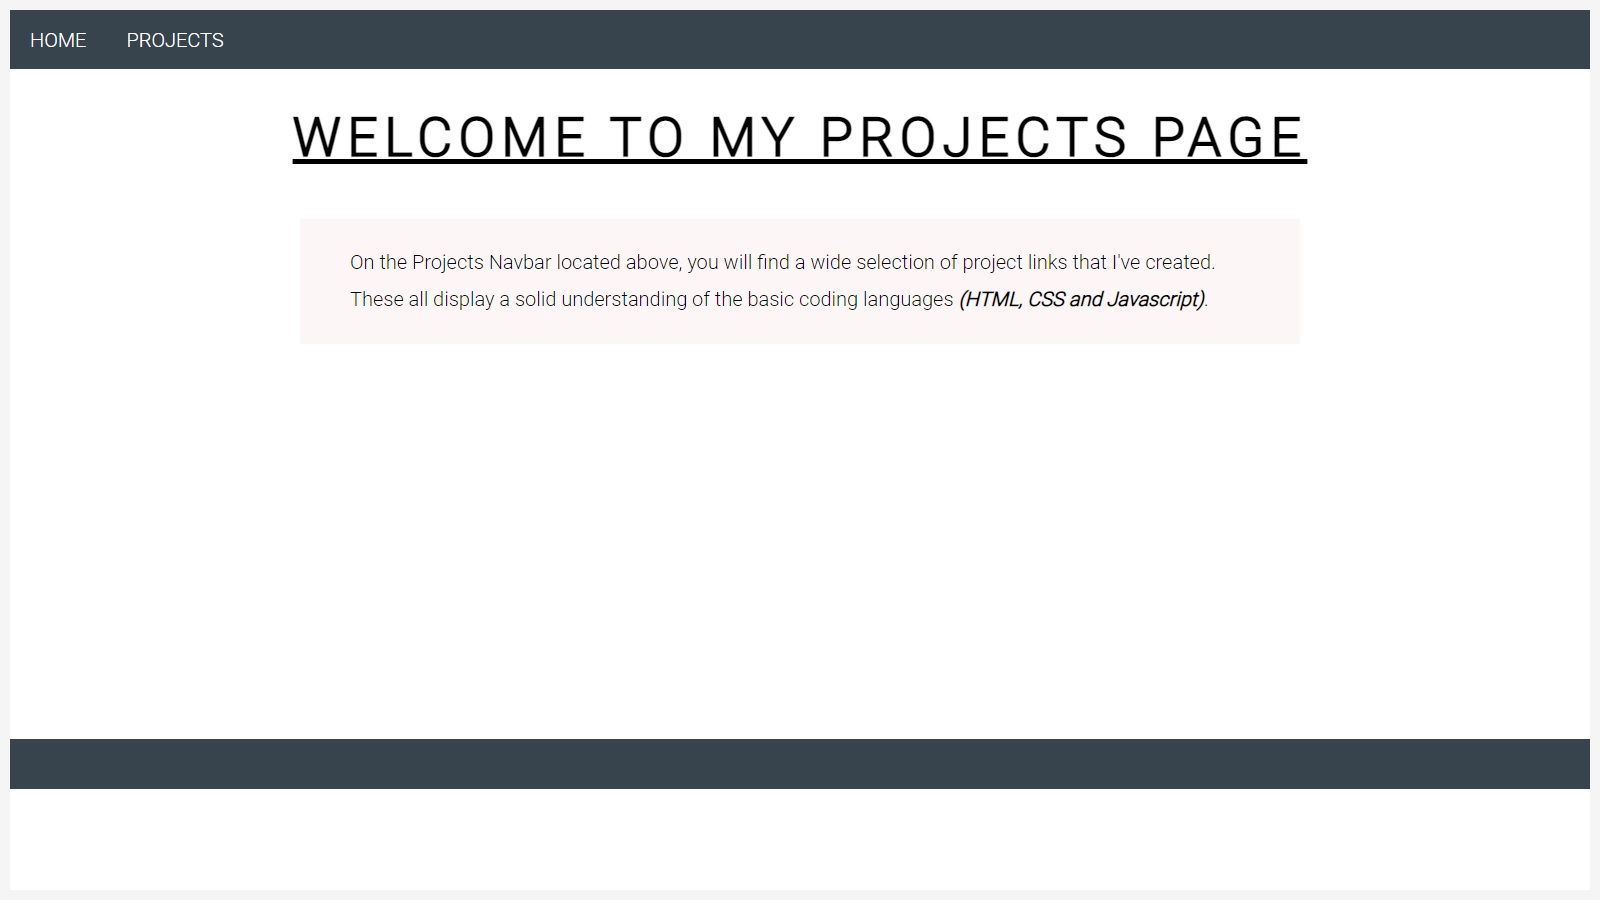 HOME PROJECTS
WELCOME TO MY PROJECTS PAGE
On the Projects Navbar located above, you will find a wide selection of project links that I've created.
These all display a solid understanding of the basic coding languages (HTML, CSS and Javascript).